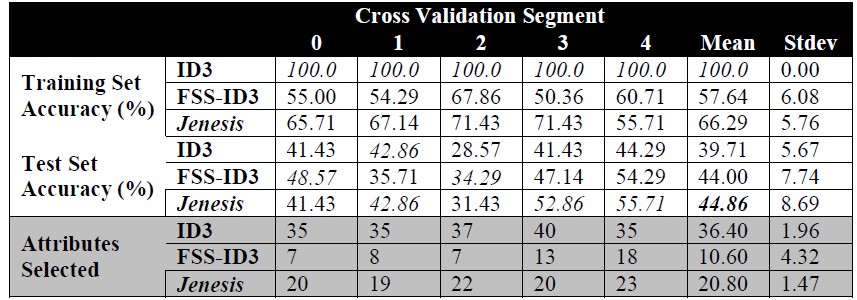 Cross Validation Segment
0 1 2 3 4 Mean Stdev
Training Set Accuracy (%) ID3 100.0 100.0 100.0 100.0 100.0 100.0 0.00
FSS-ID3 55.00 54.29 67.86 50.36 60.71 57.64 6.08
Jenesis 65.71 67.14 71.43 71.43 55.71 66.29 5.76
Test Set Accuracy (%) ID3 41.43 42.86 28.57 41.43 44.29 39.71 5.67
FSS-ID3 48.57 35.71 34.29 47.14 54.29 44.00 7.74
Jenesis 41.43 42.86 31.43 52.86 55.71 44.86 8.69
Attributes Selected ID3 35 35 37 40 35 36.40 1.96
FSS-ID3 7 8 7 13 18 10.60 4.32
Jenesis 20 19 22 20 23 20.80 1.47